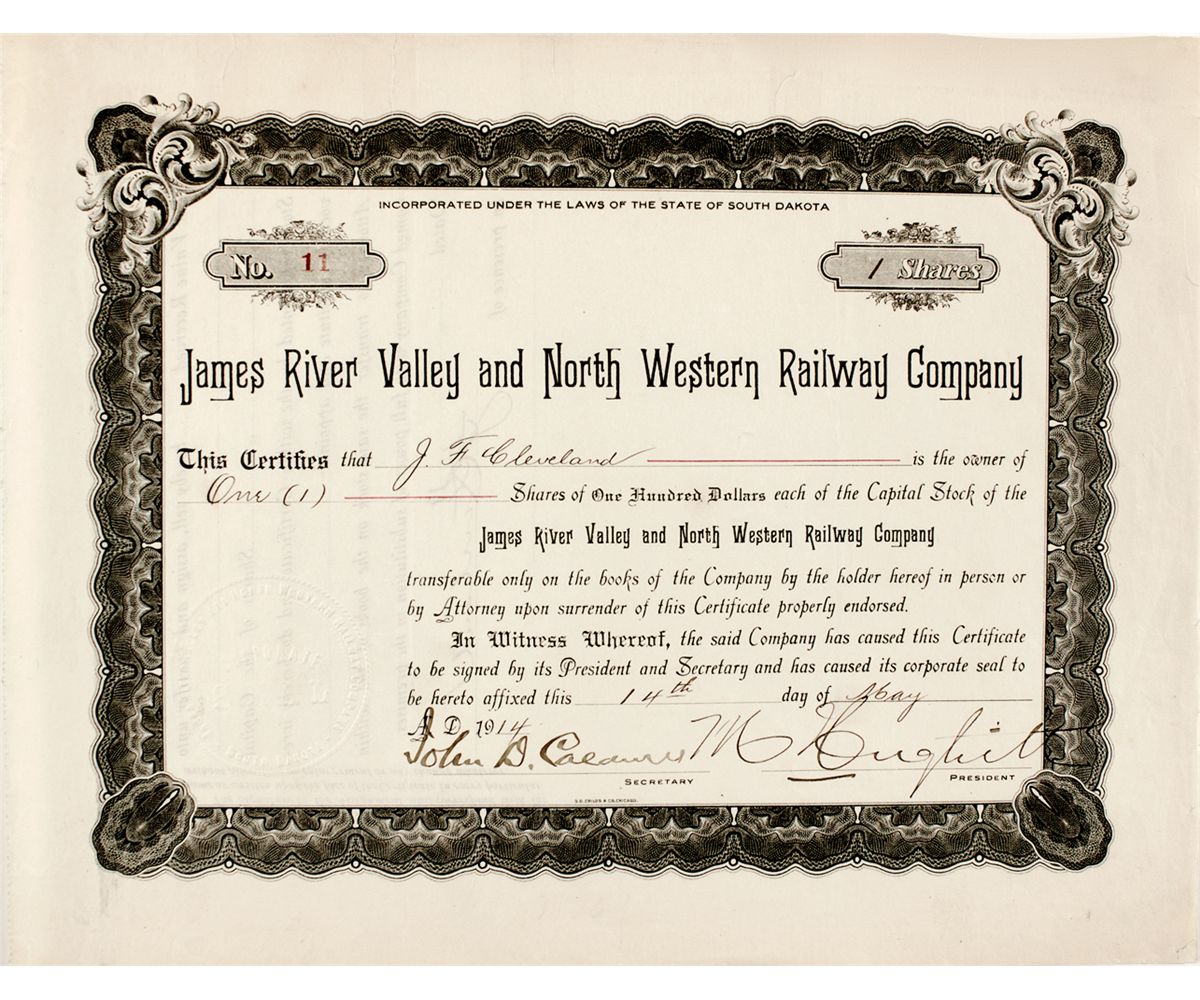 INCORPORATED UNDER THE LAWS OF THE STATE OF SOUTH DAKOTA
No. 11
1 Shares
James River Valley and North Western Railway Company
This Certifies that J. F Cleveland is the owner of
One (1) Shares of One Hundred Dollars each of the Capital Stock of the
James River Valley and North Western Railway Company
transferable only on the books of the Company by the holder hereof in person or
by Attorney upon surrender of this Certificate properly endorsed.
In Witness Whereof, the said Company has caused this Certificate
to be signed by its President and Secretary and has caused its corporate seal to
be hereto affixed this 14th day of May
A D. 1914
John D. M Hughitt
SECRETARY PRESIDENT